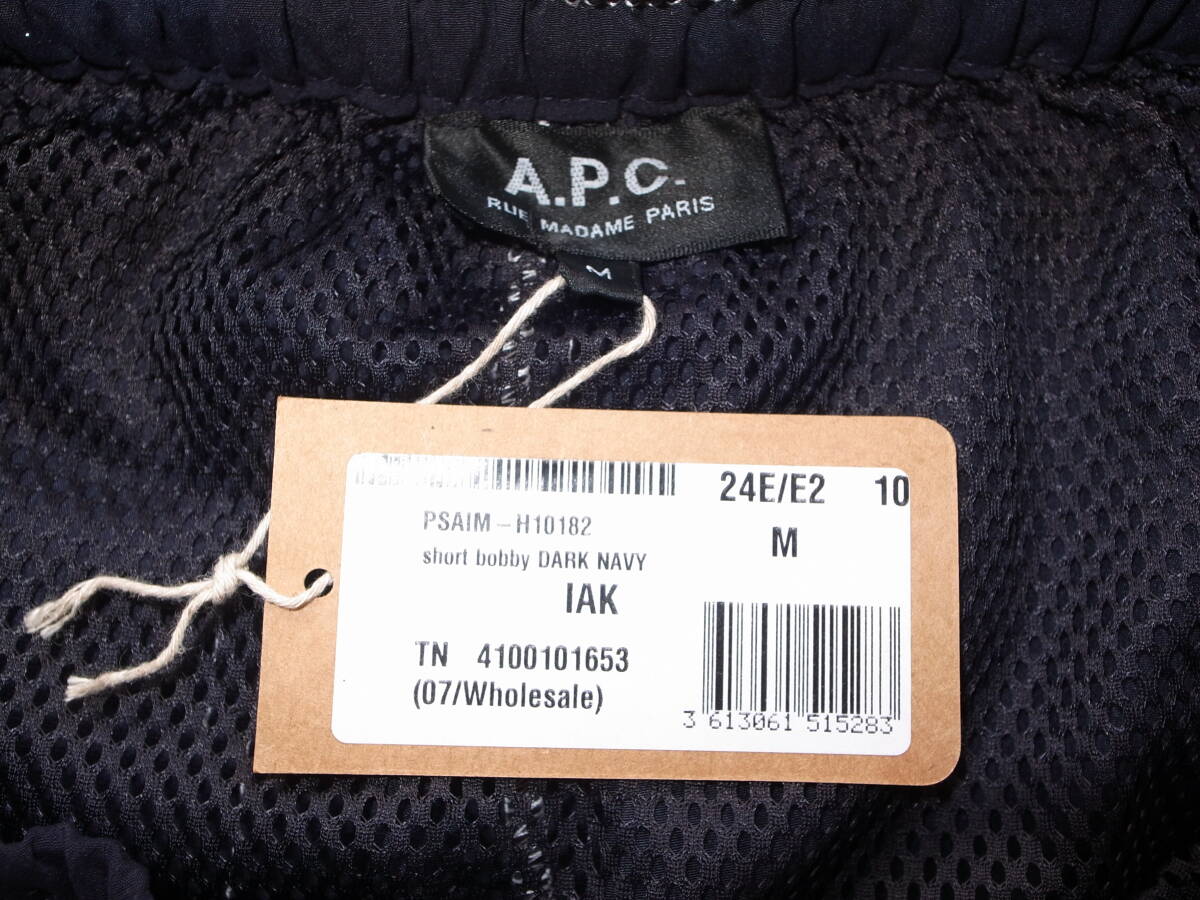 A.P.C.
RUE MADAME PARIS
M
24E/E2 10
PSAIM-H10182
M
short bobby DARK NAVY
IAK
TN 4100101653
(07/Wholesale)
3 613061 515283